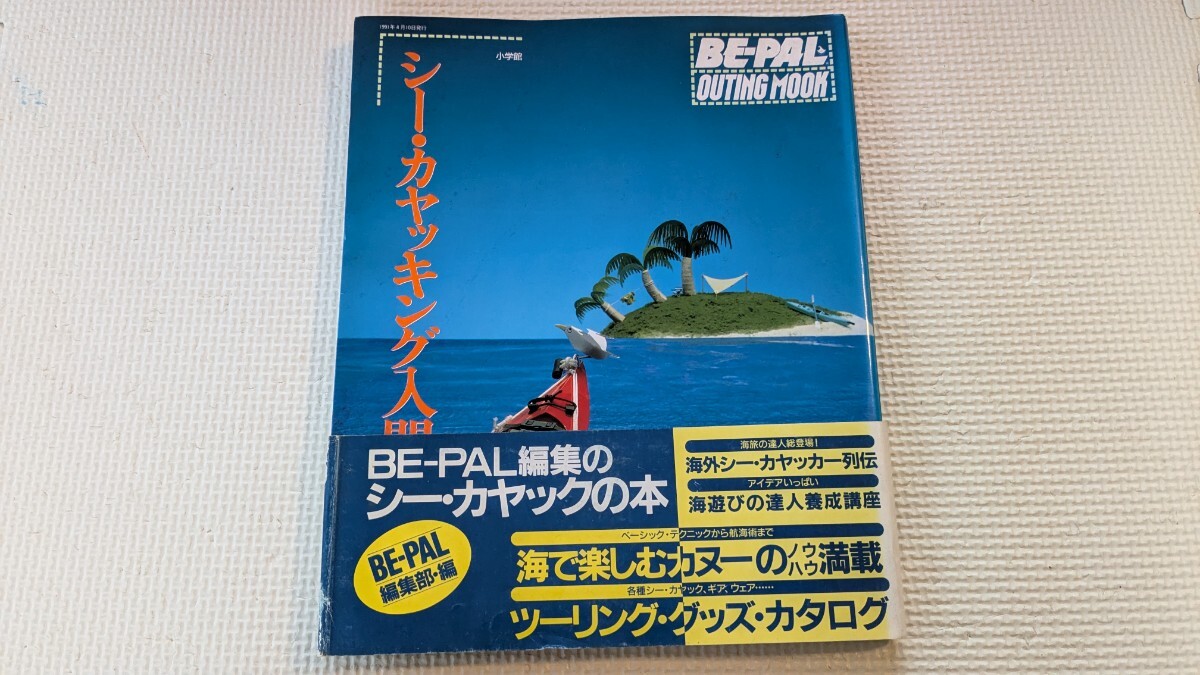 1991年4月10日発行
小学館
BE-PAL
OUTING MOOK
シー・カヤッキング入門
BE-PAL編集の
シー・カヤックの本
BE-PAL
編集部・編
海旅の達人総登場!
海外シー・カヤッカー列伝
アイデアいっぱい
海遊びの達人養成講座
ベーシック・テクニックから航海術まで
海で楽しむカヌーのノウハウ満載
各種シー・カヤック、ギア、ウェア……
ツーリング・グッズ・カタログ